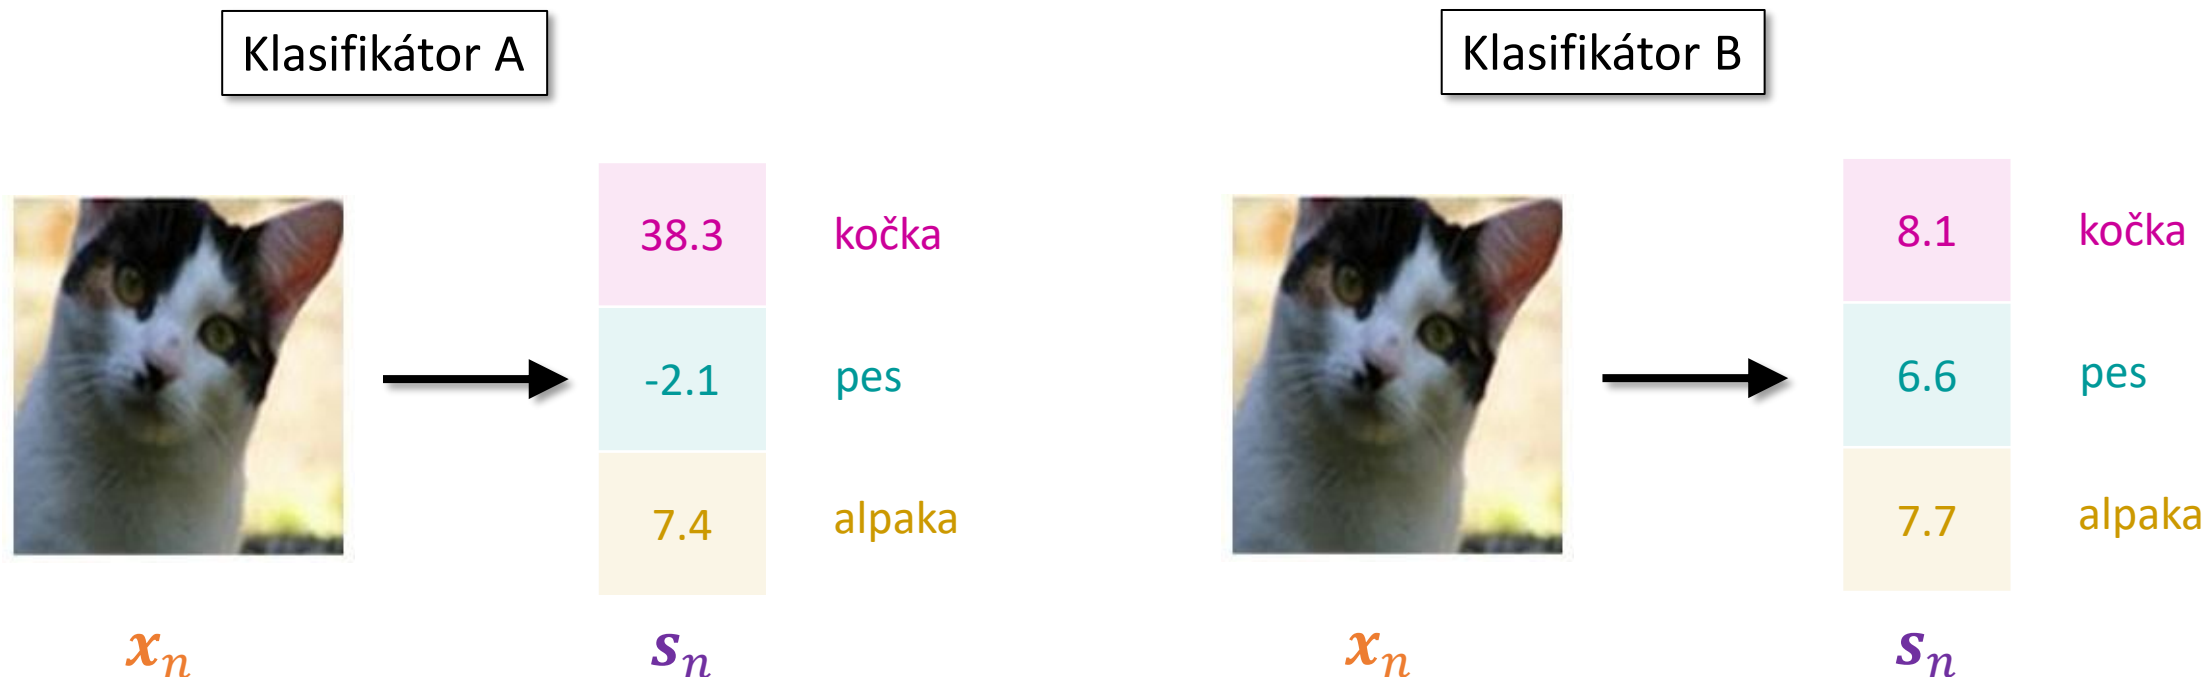 Klasifikátor A
38.3 kočka
-2.1 pes
7.4 alpaka
xₙ sₙ
Klasifikátor B
8.1 kočka
6.6 pes
7.7 alpaka
xₙ sₙ